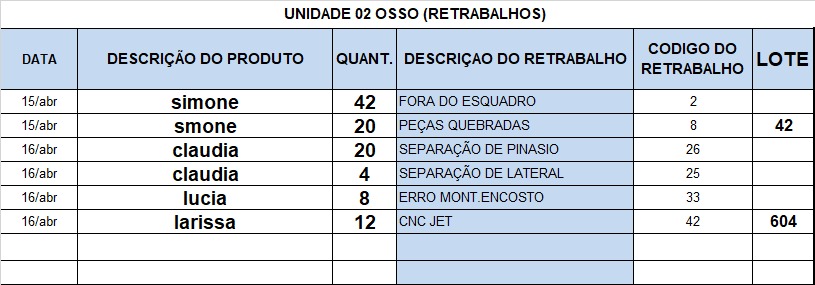 UNIDADE 02 OSSO (RETRABALHOS)
DATA DESCRIÇÃO DO PRODUTO QUANT. DESCRIÇAO DO RETRABALHO CODIGO DO RETRABALHO LOTE
15/abr simone 42 FORA DO ESQUADRO 2
15/abr smone 20 PEÇAS QUEBRADAS 8 42
16/abr claudia 20 SEPARAÇÃO DE PINASIO 26
16/abr claudia 4 SEPARAÇÃO DE LATERAL 25
16/abr lucia 8 ERRO MONT.ENCOSTO 33
16/abr larissa 12 CNC JET 42 604